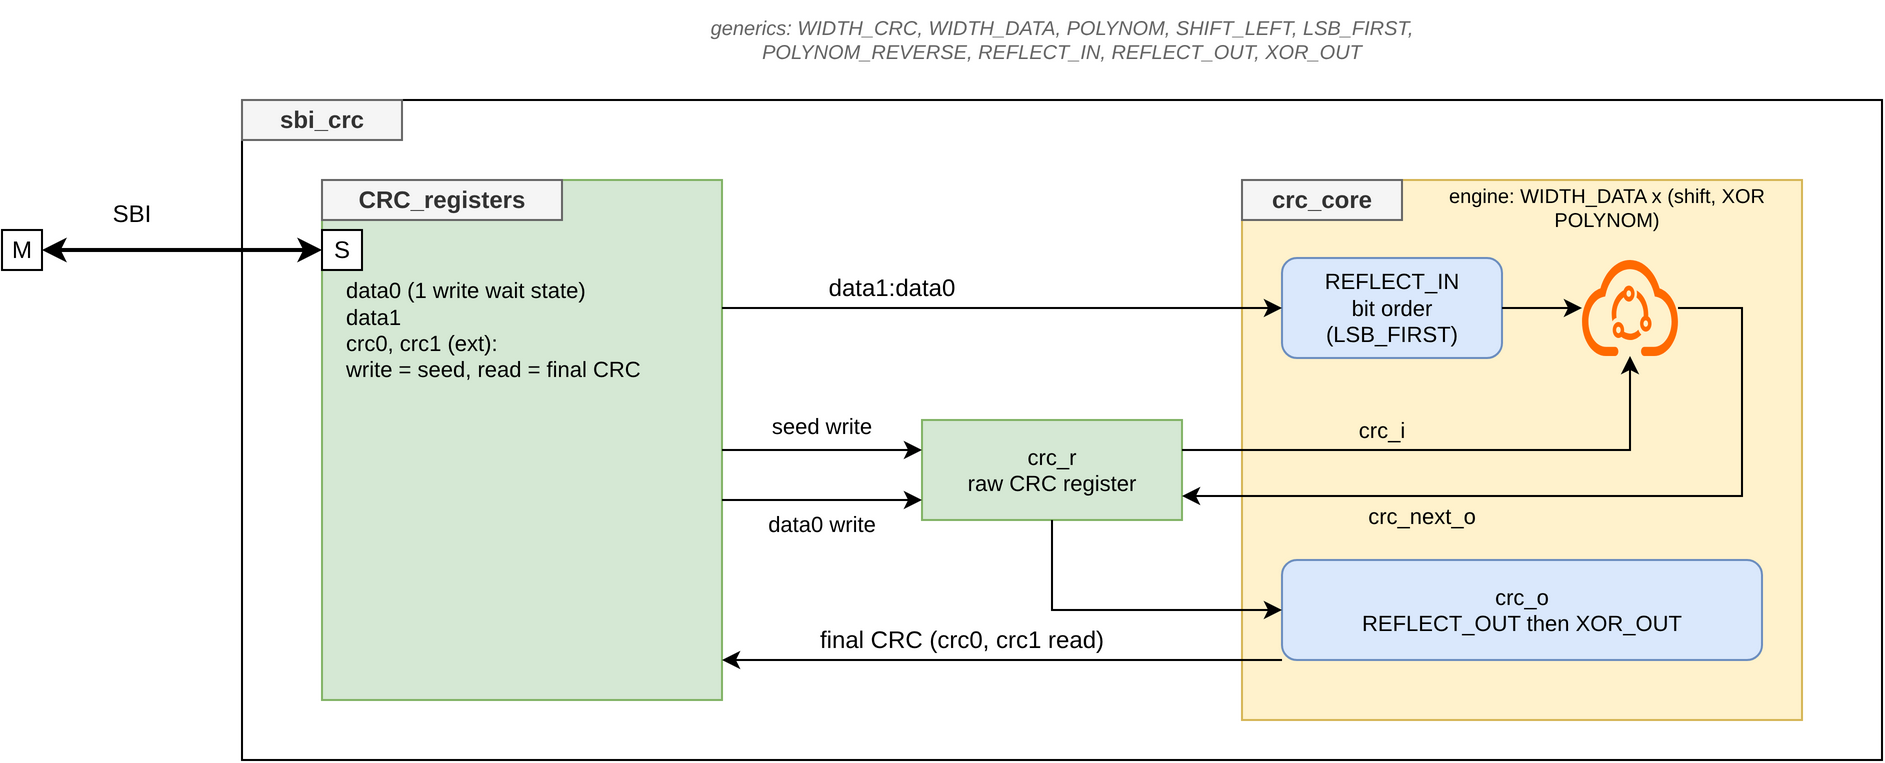 generics: WIDTH_CRC, WIDTH_DATA, POLYNOM, SHIFT_LEFT, LSB_FIRST,
POLYNOM_REVERSE, REFLECT_IN, REFLECT_OUT, XOR_OUT
sbi_crc
CRC_registers
crc_core
engine: WIDTH_DATA x (shift, XOR
POLYNOM)
SBI
M
S
data0 (1 write wait state)
data1
crc0, crc1 (ext):
write = seed, read = final CRC
data1:data0
REFLECT_IN
bit order
(LSB_FIRST)
seed write
data0 write
crc_r
raw CRC register
crc_i
crc_next_o
crc_o
REFLECT_OUT then XOR_OUT
final CRC (crc0, crc1 read)